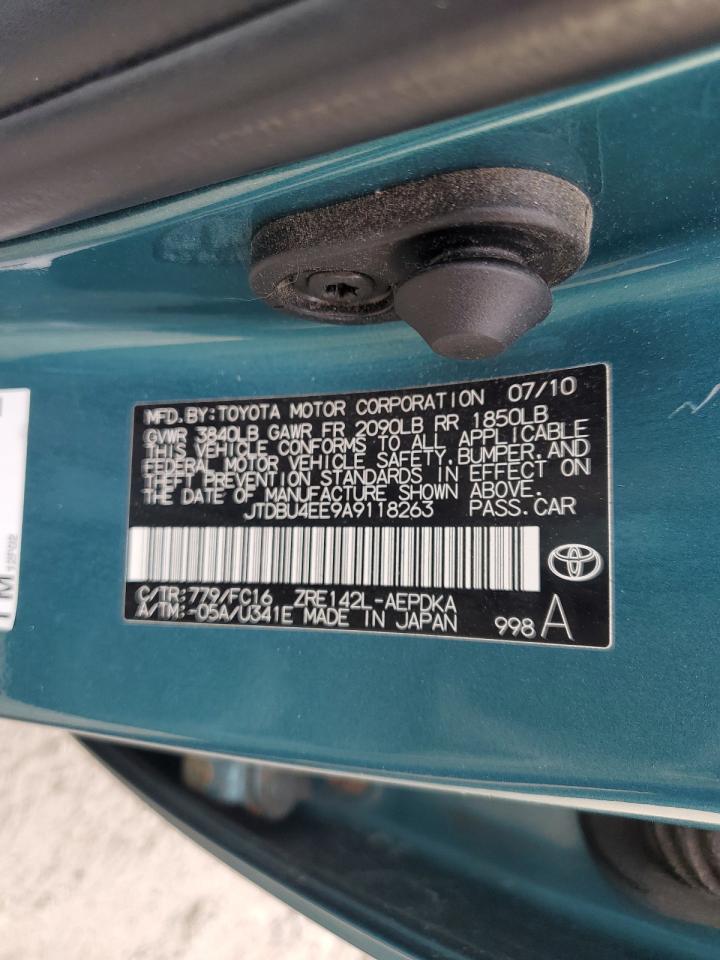 MFD.BY:TOYOTA MOTOR CORPORATION 07/10
GVWR 3840LB GAWR FR 2090LB RR 1850LB
THIS VEHICLE CONFORMS TO ALL APPLICABLE
FEDERAL MOTOR VEHICLE SAFETY, BUMPER, AND
THEFT PREVENTION STANDARDS IN EFFECT ON
THE DATE OF MANUFACTURE SHOWN ABOVE.
JTDBU4EE9A9118263 PASS.CAR
C/TR:779/FC16 ZRE142L-AEPDKA
A/TM:-05A/U341E MADE IN JAPAN 998 A
TM